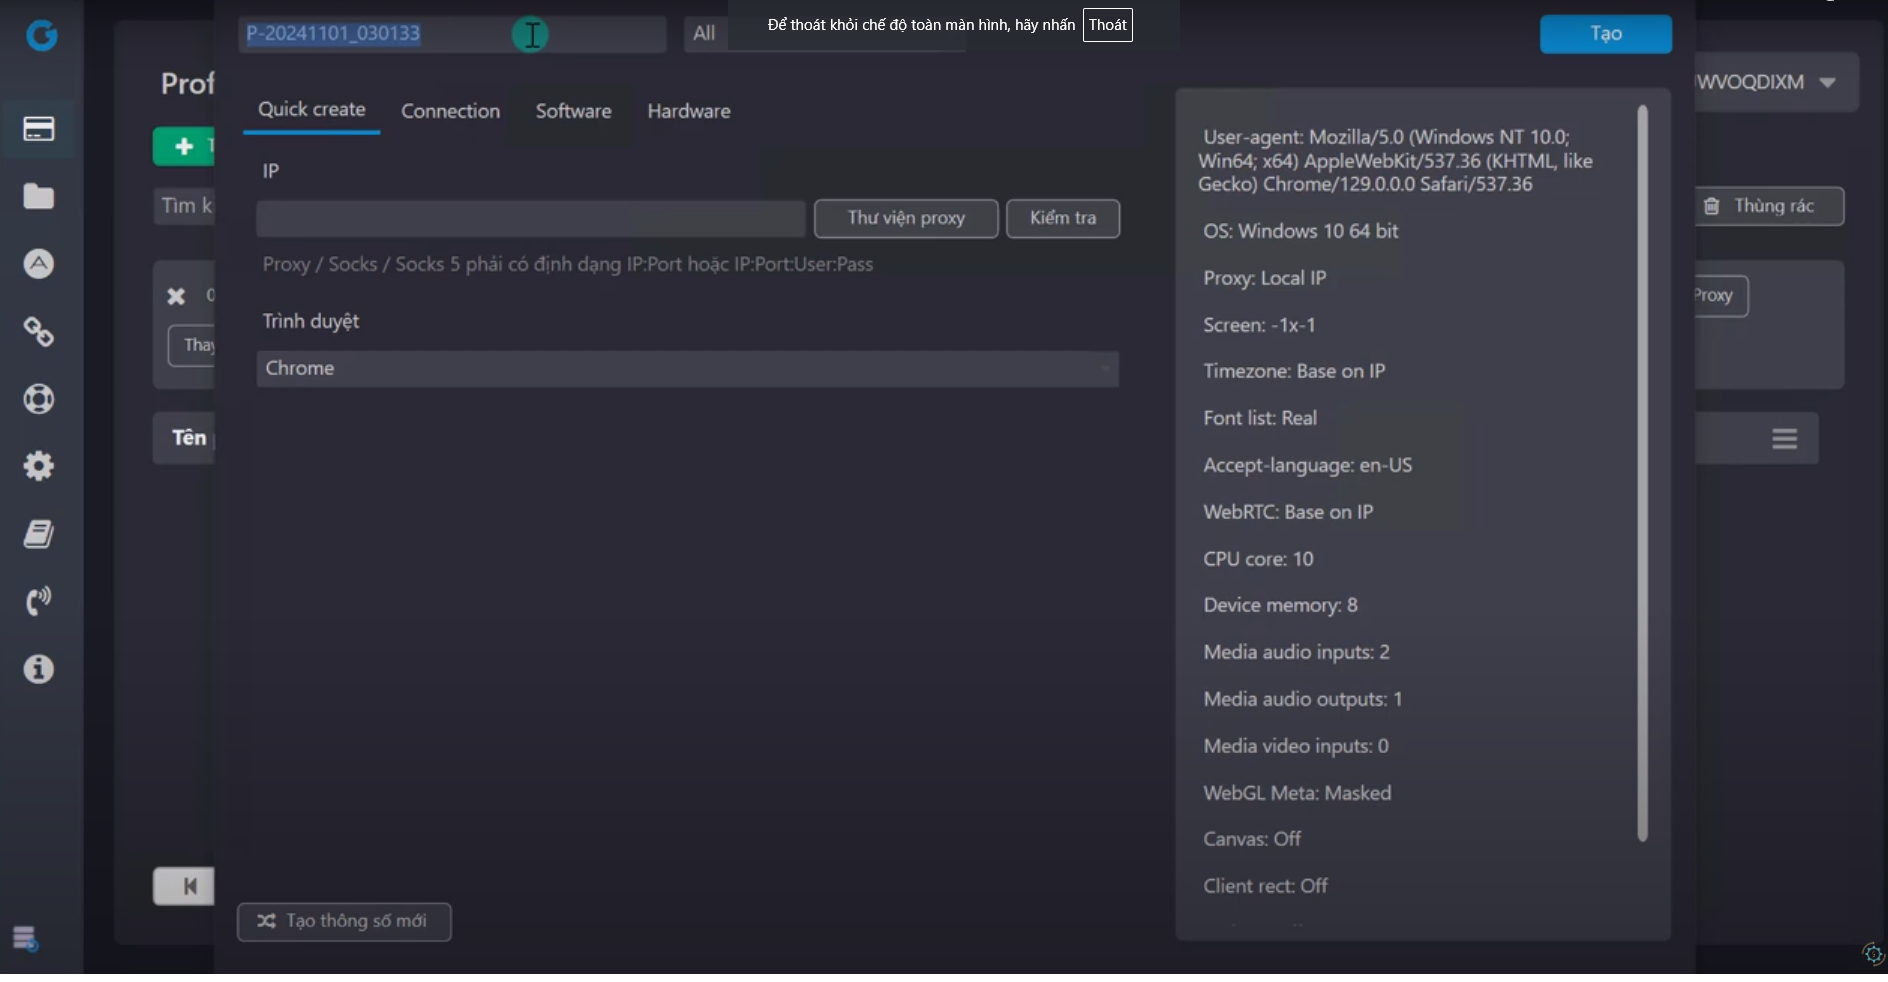 P-20241101_030133
All
Để thoát khỏi chế độ toàn màn hình, hãy nhấn Thoát
Tạo
Prof
WVOQDIXM
Quick create
Connection
Software
Hardware
T
IP
Tìm k
Thư viện proxy
Kiểm tra
Thùng rác
Proxy / Socks / Socks 5 phải có định dạng IP:Port hoặc IP:Port:User:Pass
0
Proxy
Trình duyệt
Thay
Chrome
Tên
User-agent: Mozilla/5.0 (Windows NT 10.0;
Win64; x64) AppleWebKit/537.36 (KHTML, like
Gecko) Chrome/129.0.0.0 Safari/537.36
OS: Windows 10 64 bit
Proxy: Local IP
Screen: -1x-1
Timezone: Base on IP
Font list: Real
Accept-language: en-US
WebRTC: Base on IP
CPU core: 10
Device memory: 8
Media audio inputs: 2
Media audio outputs: 1
Media video inputs: 0
WebGL Meta: Masked
Canvas: Off
Client rect: Off
Tạo thông số mới